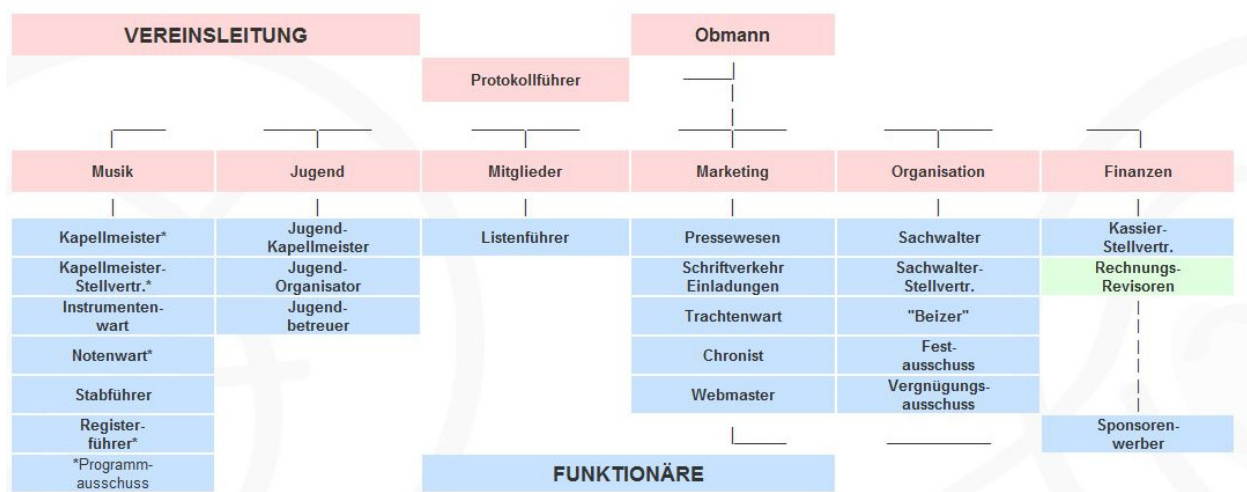 VEREINSLEITUNG
Obmann
Protokollführer
Musik
Jugend
Mitglieder
Marketing
Organisation
Finanzen
Kapellmeister*
Jugend-
Kapellmeister
Listenführer
Pressewesen
Sachwalter
Kassier-
Stellvertr.
Kapellmeister-
Stellvertr.*
Jugend-
Organisator
Schriftverkehr
Einladungen
Sachwalter-
Stellvertr.
Rechnungs-
Revisoren
Instrumenten-
wart
Jugend-
betreuer
Trachtenwart
"Beizer"
Notenwart*
Chronist
Fest-
ausschuss
Stabführer
Webmaster
Vergnügungs-
ausschuss
Register-
führer*
Sponsoren-
werber
*Programm-
ausschuss
FUNKTIONÄRE